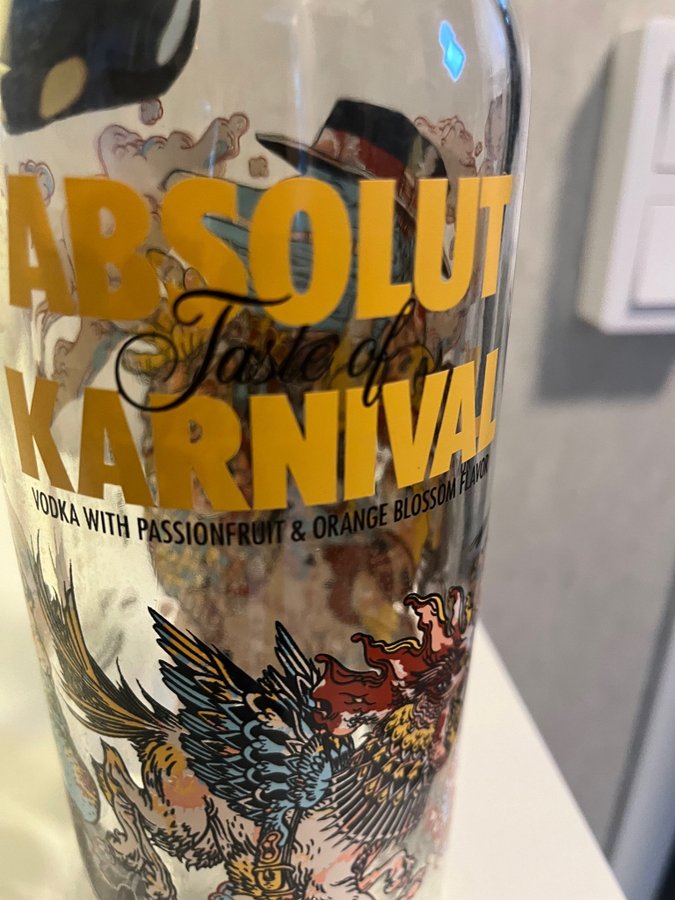 ABSOLUT
Taste of
KARNIVAL
VODKA WITH PASSIONFRUIT & ORANGE BLOSSOM FLAVOR